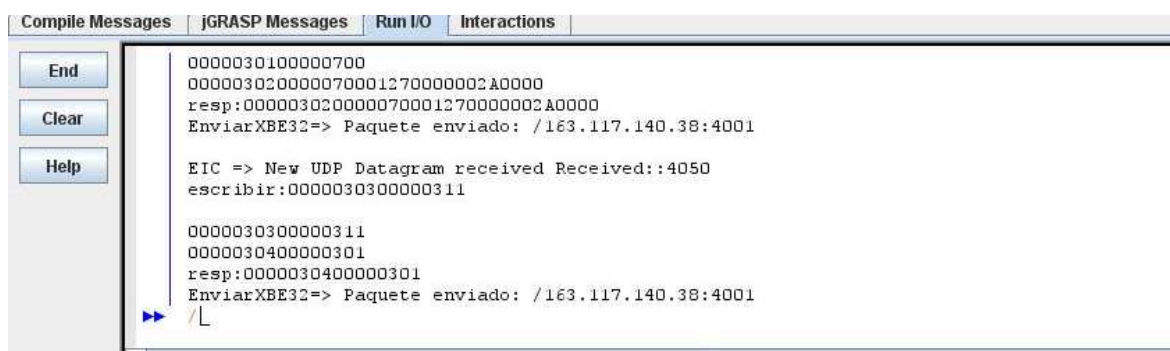 Compile Messages jGRASP Messages Run I/O Interactions
End
Clear
Help
0000030100000700
00000302000007000127000000 2A0000
resp:00000302000007000127000000 2A0000
EnviarXBE32=> Paquete enviado: /163.117.140.38:4001
EIC => New UDP Datagram received Received::4050
escribir:0000030300000311
0000030300000311
0000030400000301
resp:0000030400000301
EnviarXBE32=> Paquete enviado: /163.117.140.38:4001
/